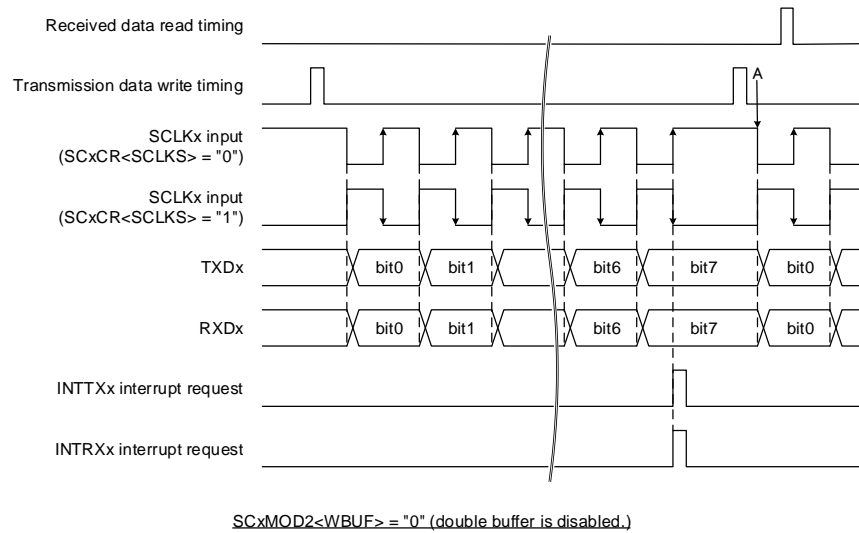 Received data read timing
Transmission data write timing
A
SCLKx input
(SCxCR<SCLKS> = "0")
SCLKx input
(SCxCR<SCLKS> = "1")
TXDx
bit0 bit1 bit6 bit7 bit0
RXDx
bit0 bit1 bit6 bit7 bit0
INTTXx interrupt request
INTRXx interrupt request
SCxMOD2<WBUF> = "0" (double buffer is disabled.)